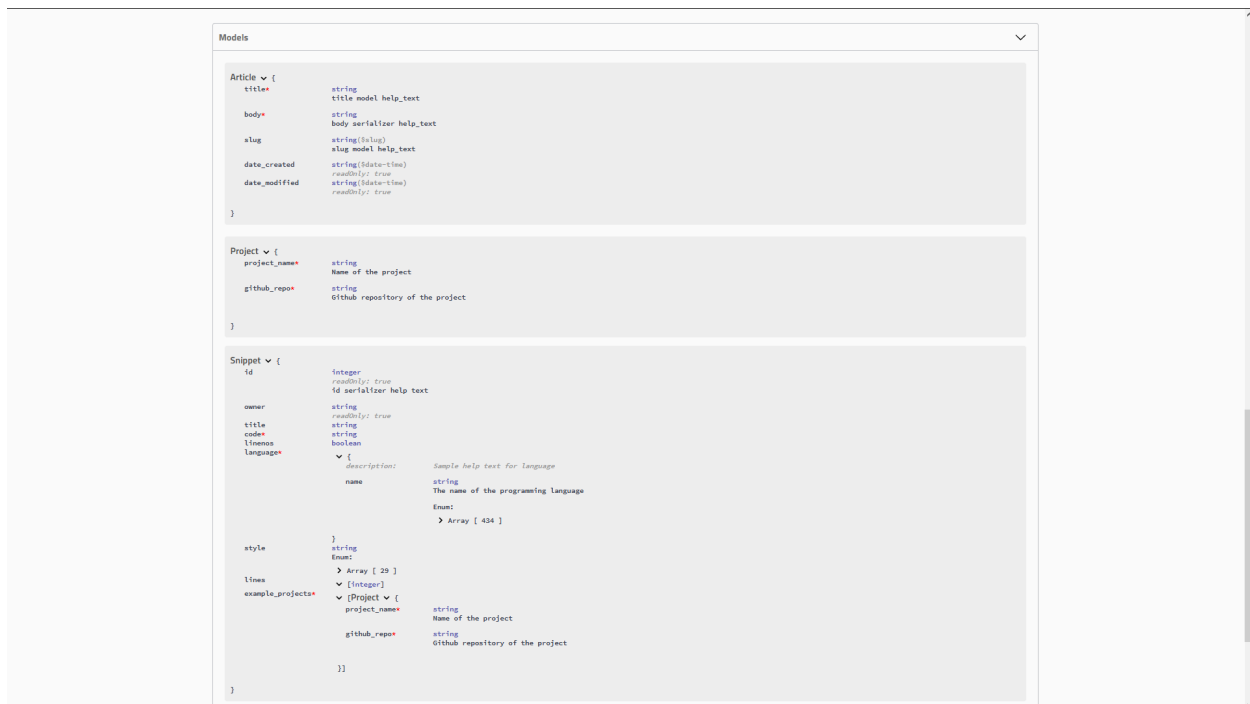 Models
Article {
title* string
title model help_text
body* string
body serializer help_text
slug string($slug)
slug model help_text
date_created string($date-time)
readOnly: true
date_modified string($date-time)
readOnly: true
}
Project {
project_name* string
Name of the project
github_repo* string
Github repository of the project
}
Snippet {
id integer
readOnly: true
id serializer help text
owner string
readOnly: true
title string
code* string
linenos boolean
language* {
description: Sample help text for language
name string
The name of the programming language
Enum:
Array [ 434 ]
}
style string
Enum:
Array [ 29 ]
lines [integer]
example_projects* [Project {
project_name* string
Name of the project
github_repo* string
Github repository of the project
}]
}